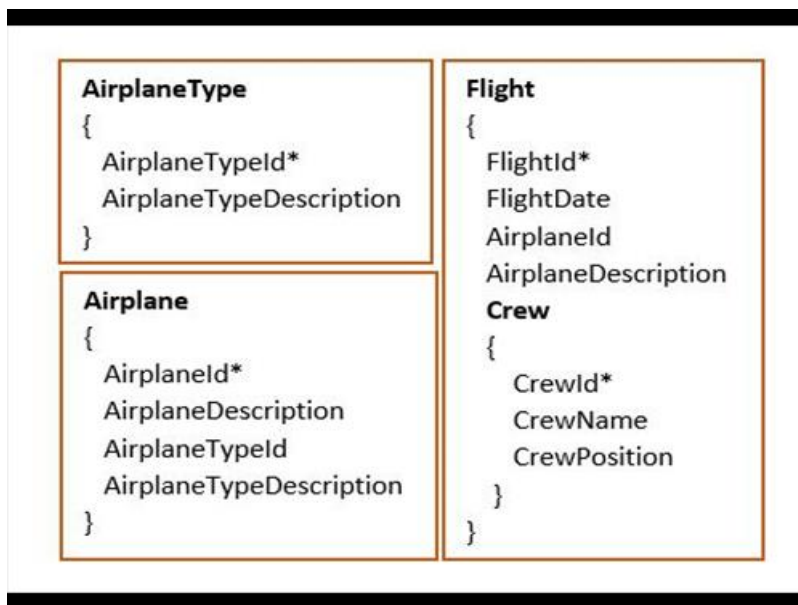 AirplaneType
{
AirplaneTypeId*
AirplaneTypeDescription
}
Airplane
{
AirplaneId*
AirplaneDescription
AirplaneTypeId
AirplaneTypeDescription
}
Flight
{
FlightId*
FlightDate
AirplaneId
AirplaneDescription
Crew
{
CrewId*
CrewName
CrewPosition
}
}